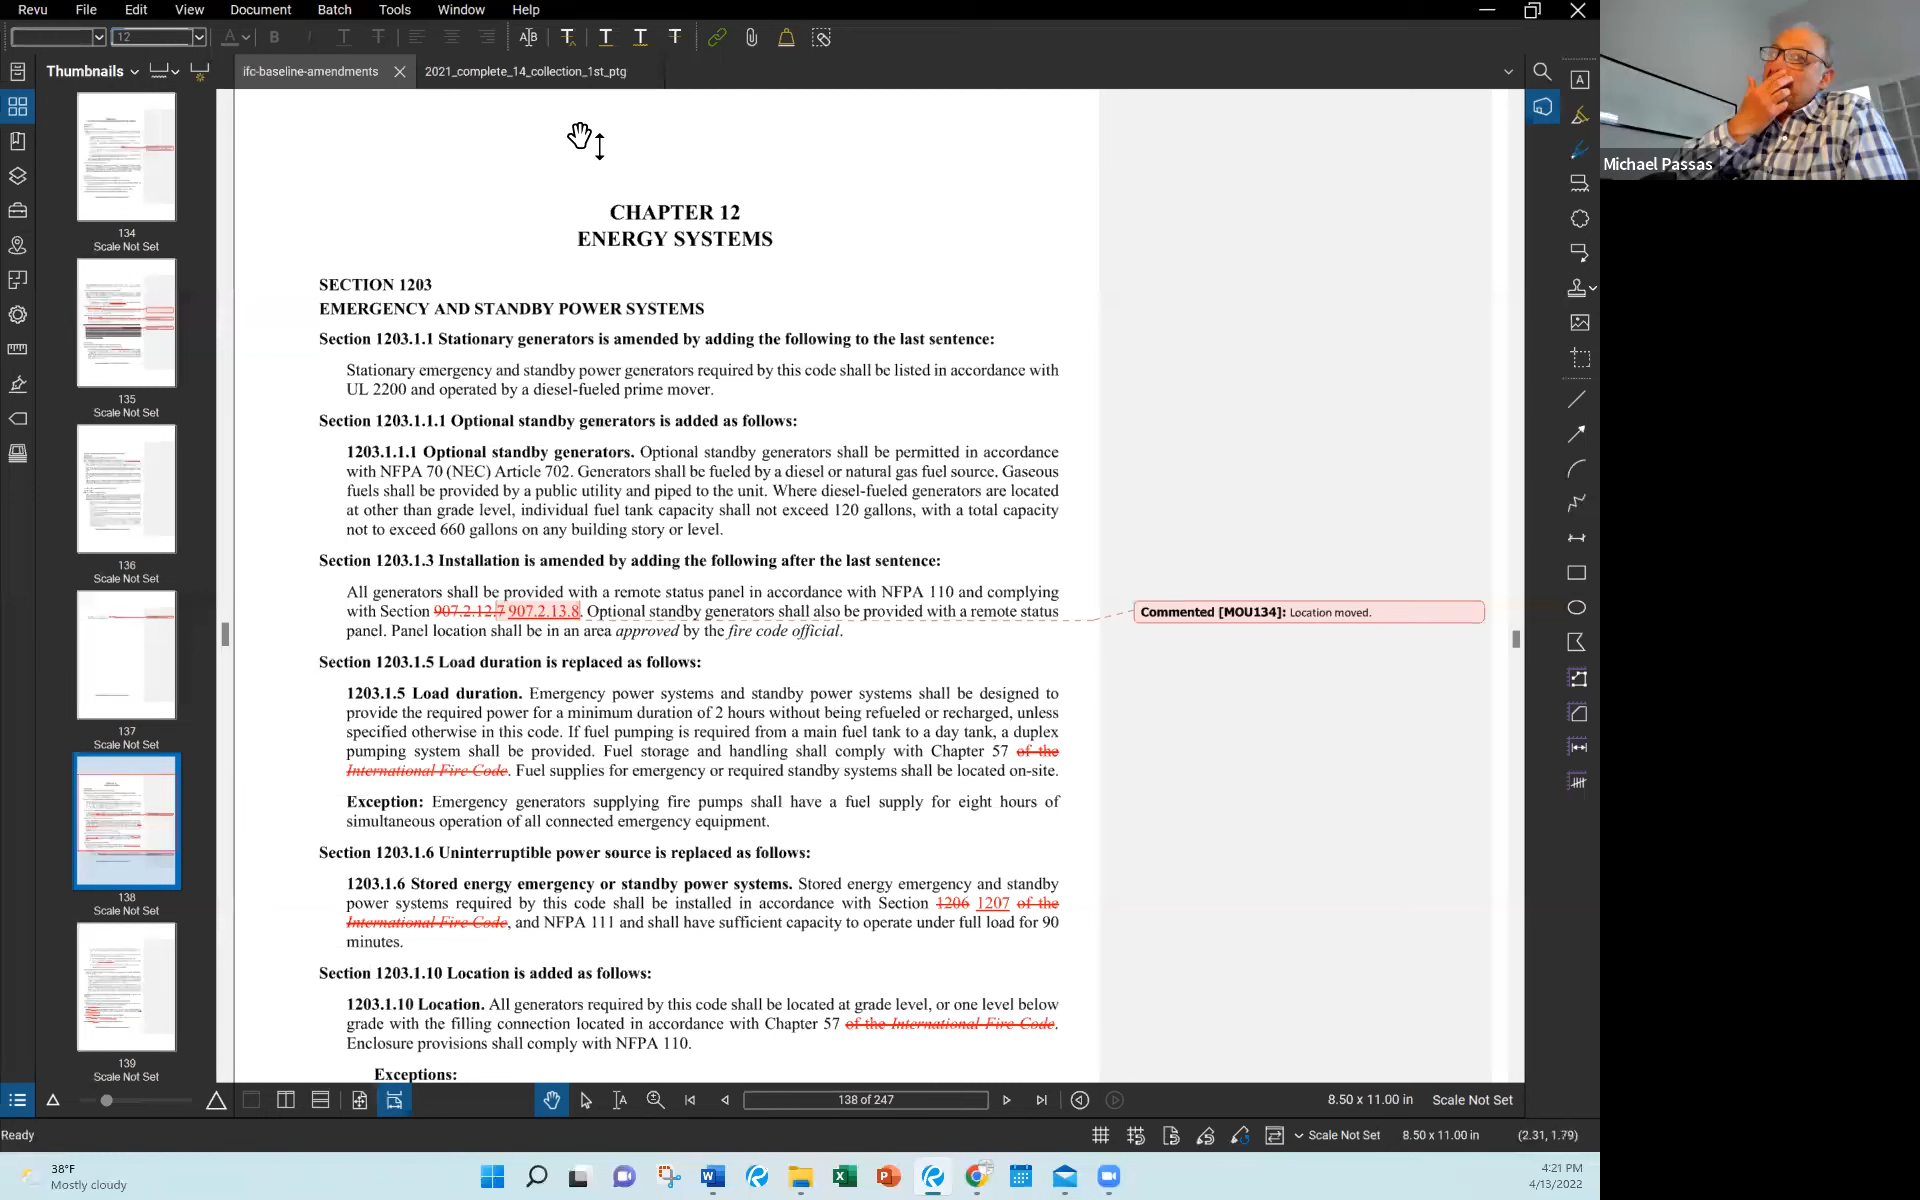 Revu File Edit View Document Batch Tools Window Help
12
Thumbnails
ifc-baseline-amendments
2021_complete_14_collection_1st_ptg
134
Scale Not Set
135
Scale Not Set
136
Scale Not Set
137
Scale Not Set
138
Scale Not Set
139
Scale Not Set
CHAPTER 12
ENERGY SYSTEMS
SECTION 1203
EMERGENCY AND STANDBY POWER SYSTEMS
Section 1203.1.1 Stationary generators is amended by adding the following to the last sentence:
Stationary emergency and standby power generators required by this code shall be listed in accordance with
UL 2200 and operated by a diesel-fueled prime mover.
Section 1203.1.1.1 Optional standby generators is added as follows:
1203.1.1.1 Optional standby generators. Optional standby generators shall be permitted in accordance
with NFPA 70 (NEC) Article 702. Generators shall be fueled by a diesel or natural gas fuel source. Gaseous
fuels shall be provided by a public utility and piped to the unit. Where diesel-fueled generators are located
at other than grade level, individual fuel tank capacity shall not exceed 120 gallons, with a total capacity
not to exceed 660 gallons on any building story or level.
Section 1203.1.3 Installation is amended by adding the following after the last sentence:
All generators shall be provided with a remote status panel in accordance with NFPA 110 and complying
with Section 907.2.12.7 907.2.13.8. Optional standby generators shall also be provided with a remote status
panel. Panel location shall be in an area approved by the fire code official.
Commented [MOU134]: Location moved.
Section 1203.1.5 Load duration is replaced as follows:
1203.1.5 Load duration. Emergency power systems and standby power systems shall be designed to
provide the required power for a minimum duration of 2 hours without being refueled or recharged, unless
specified otherwise in this code. If fuel pumping is required from a main fuel tank to a day tank, a duplex
pumping system shall be provided. Fuel storage and handling shall comply with Chapter 57 of the
International Fire Code. Fuel supplies for emergency or required standby systems shall be located on-site.
Exception: Emergency generators supplying fire pumps shall have a fuel supply for eight hours of
simultaneous operation of all connected emergency equipment.
Section 1203.1.6 Uninterruptible power source is replaced as follows:
1203.1.6 Stored energy emergency or standby power systems. Stored energy emergency and standby
power systems required by this code shall be installed in accordance with Section 1206 1207 of the
International Fire Code, and NFPA 111 and shall have sufficient capacity to operate under full load for 90
minutes.
Section 1203.1.10 Location is added as follows:
1203.1.10 Location. All generators required by this code shall be located at grade level, or one level below
grade with the filling connection located in accordance with Chapter 57 of the International Fire Code.
Enclosure provisions shall comply with NFPA 110.
Exceptions:
Michael Passas
138 of 247
8.50 x 11.00 in Scale Not Set
Ready
Scale Not Set 8.50 x 11.00 in (2.31, 1.79)
38°F
Mostly cloudy
4:21 PM
4/13/2022